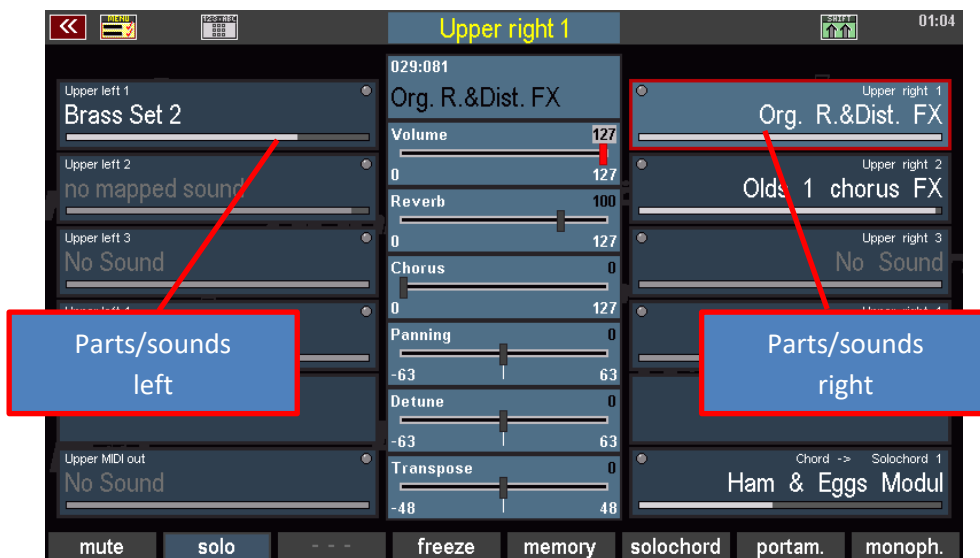 MENU
123-ABC
Upper right 1
SHIFT
01:04
029:081
Org. R.&Dist. FX
Upper left 1
Brass Set 2
Upper left 2
no mapped sound
Upper left 3
No Sound
Parts/sounds
left
Upper MIDI out
No Sound
Volume 127
0 127
Reverb 100
0 127
Chorus 0
0 127
Panning 0
-63 63
Detune 0
-63 63
Transpose 0
-48 48
Upper right 1
Org. R.&Dist. FX
Upper right 2
Olds 1 chorus FX
Upper right 3
No Sound
Parts/sounds
right
Chord -> Solochord 1
Ham & Eggs Modul
mute solo - - - freeze memory solochord portam. monoph.